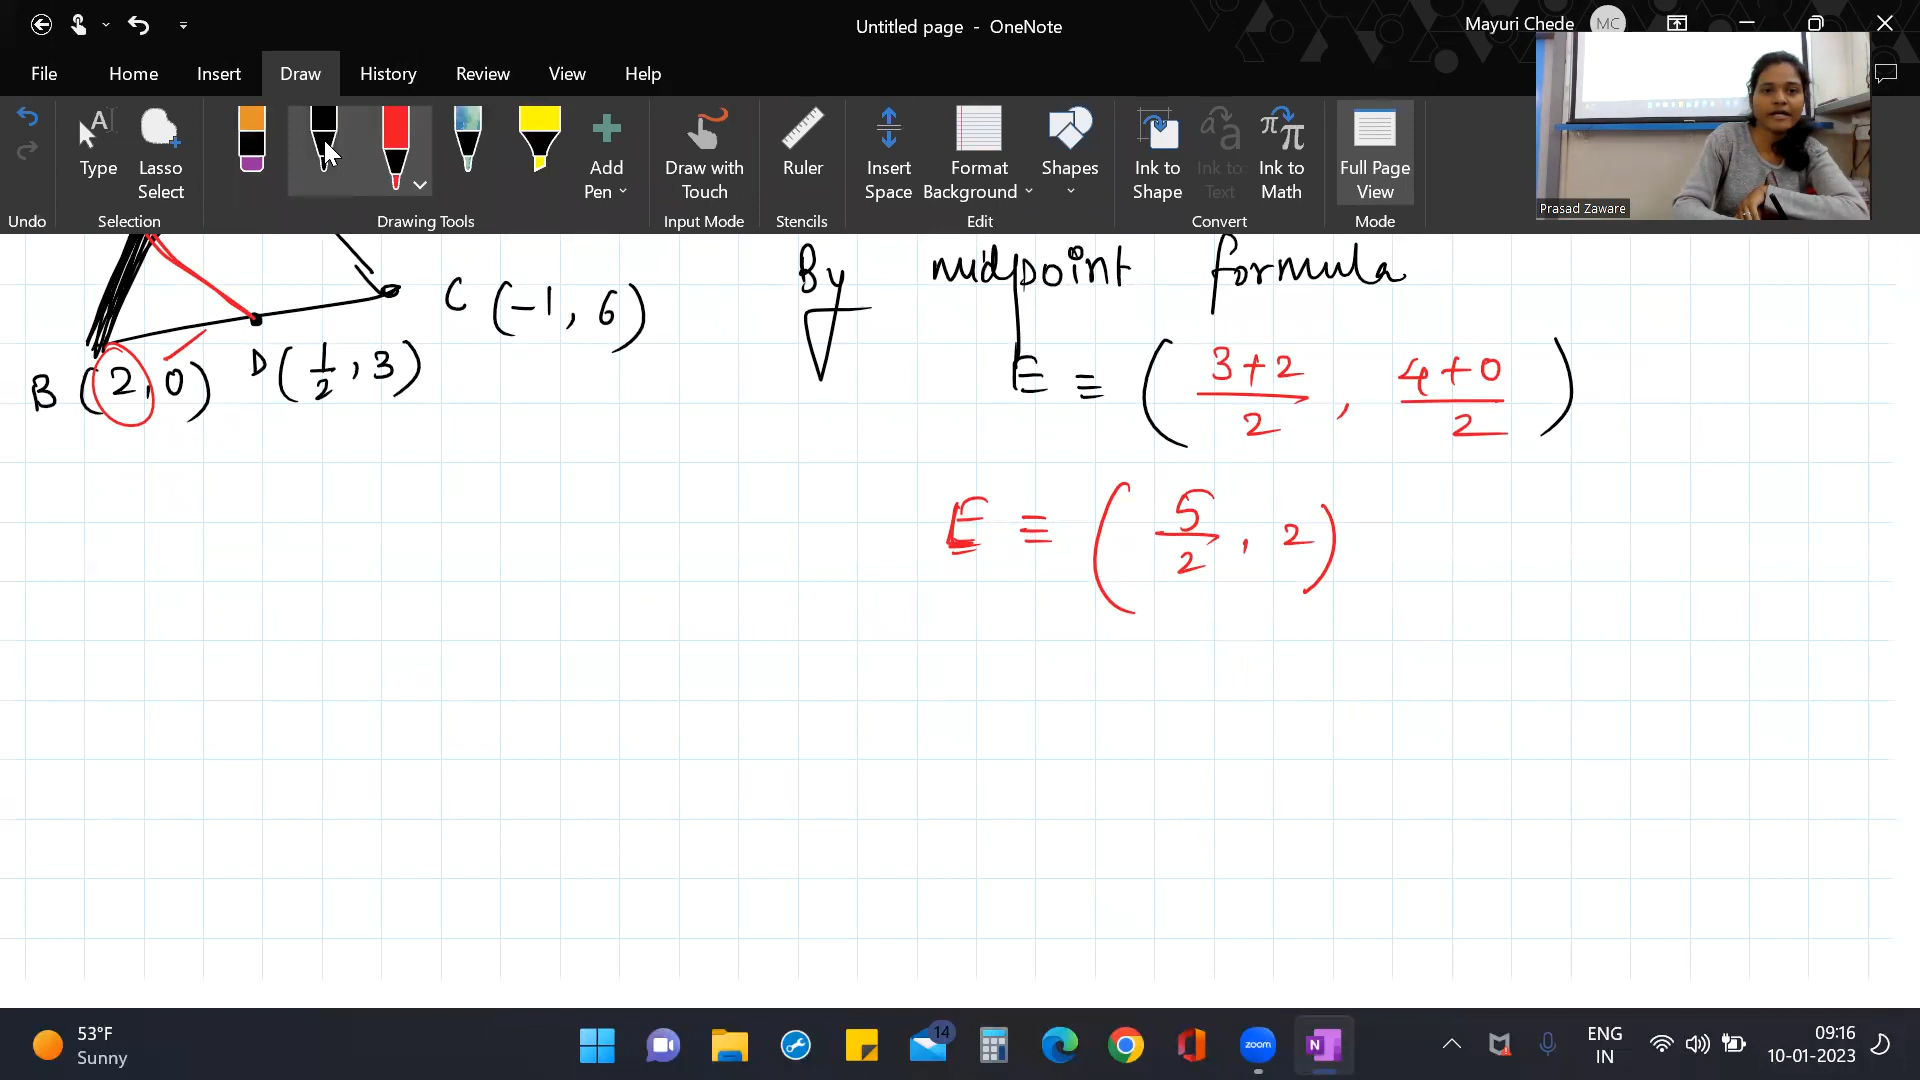 Untitled page - OneNote
Mayuri Chede MC
File Home Insert Draw History Review View Help
Type Lasso Select Add Pen Draw with Touch Ruler Insert Space Format Background Shapes Ink to Shape Ink to Text Ink to Math Full Page View
Undo Selection Drawing Tools Input Mode Stencils Edit Convert Mode
Prasad Zaware
By midpoint formula
C (-1, 6)
B (2, 0) D (1/2, 3)
E ≡ ( 3+2/2 , 4+0/2 )
E ≡ ( 5/2 , 2 )
53°F
Sunny
14
zoom
N
ENG
IN
09:16
10-01-2023